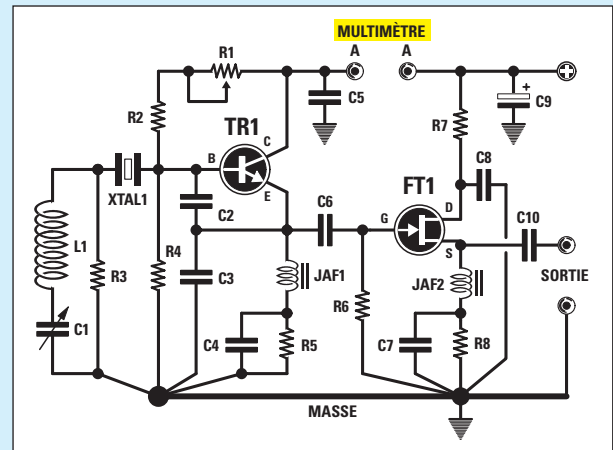 MULTIMÈTRE
A A
R1
R2
C5
C9
+
R7
TR1
C
B
E
XTAL1
C8
FT1
D
G
S
C2
C6
C10
L1
R3
R4
C3
JAF1
R6
JAF2
SORTIE
C1
C4
R5
C7
R8
MASSE